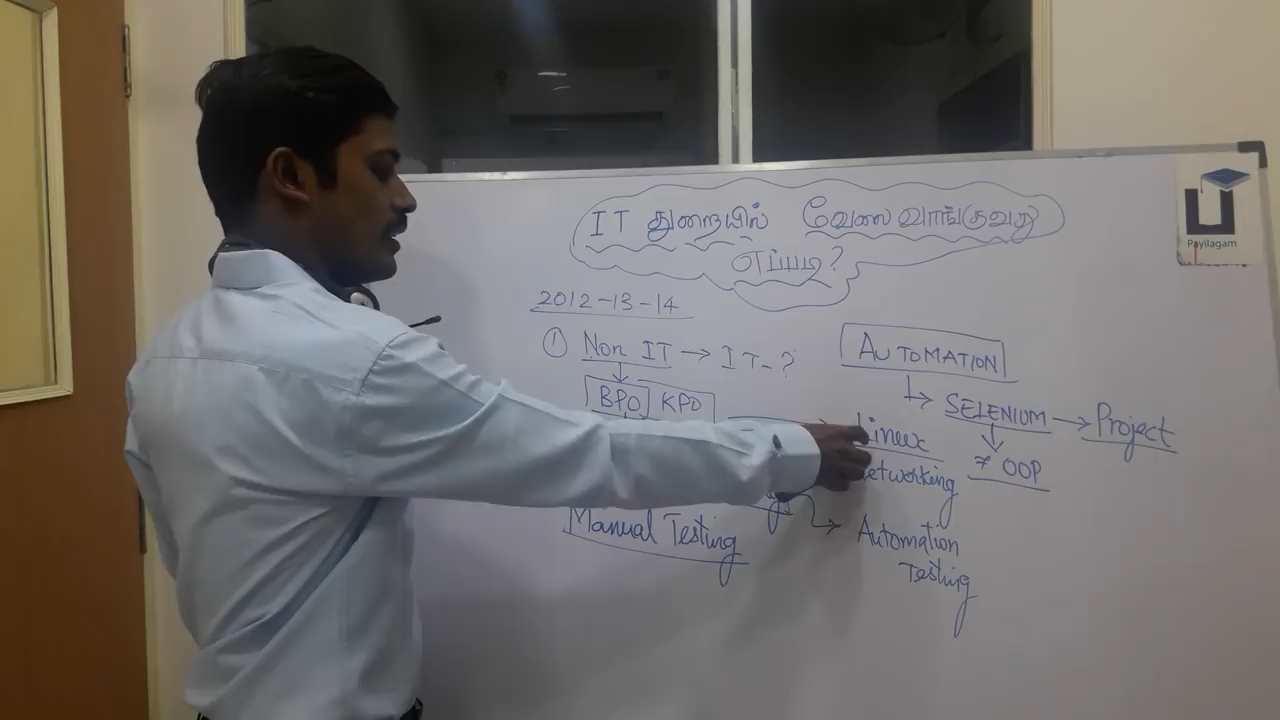 IT துறையில் வேலை வாங்குவது
எப்படி?
Payilagam
2012-13-14
① Non IT → IT-?
BPO KPO
AUTOMATION
SELENIUM → Project
Linux
OOP
Manual Testing
Automation
Testing